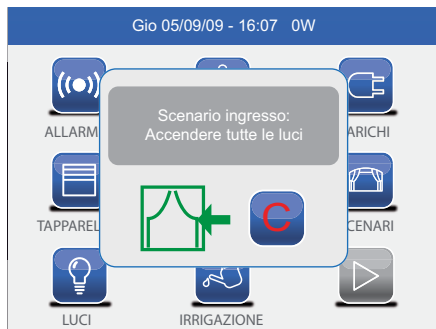 Gio 05/09/09 - 16:07 0W
Scenario ingresso:
Accendere tutte le luci
ALLARM
ARICHI
C
TAPPAREL
CENARI
LUCI
IRRIGAZIONE